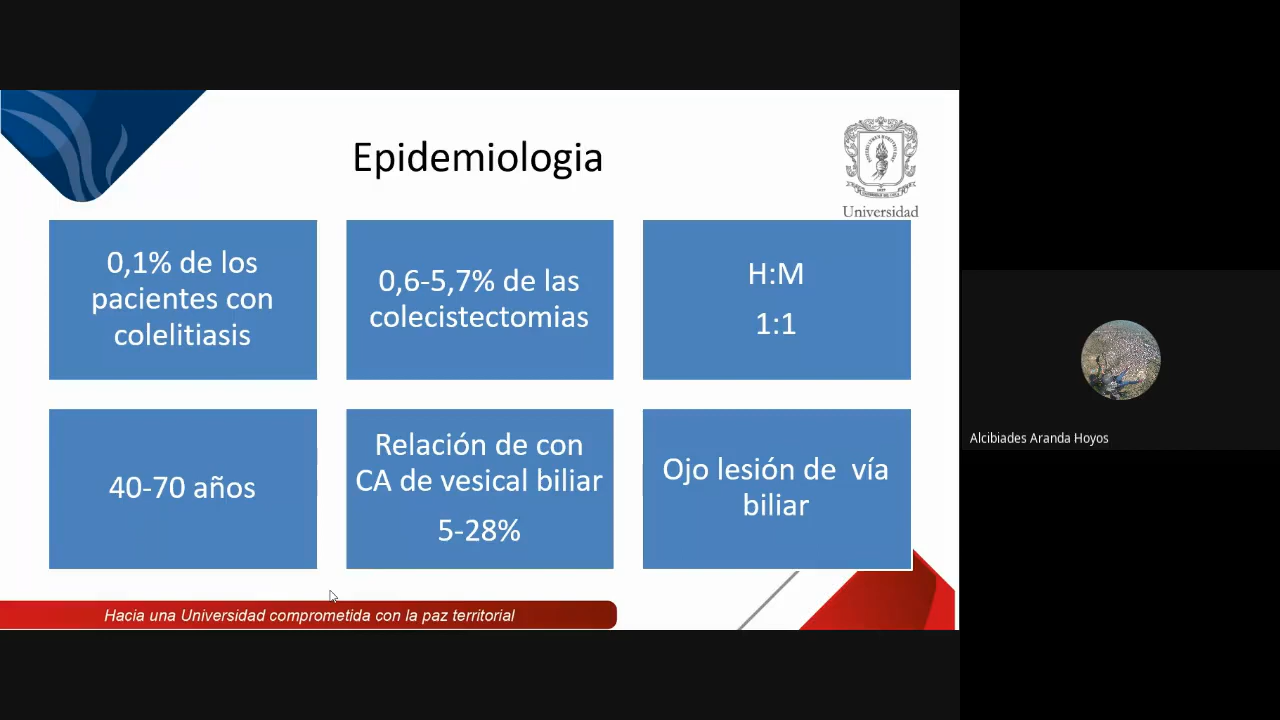 Epidemiologia
Universidad
0,1% de los
pacientes con
colelitiasis
0,6-5,7% de las
colecistectomias
H:M
1:1
40-70 años
Relación de con
CA de vesical biliar
5-28%
Ojo lesión de vía
biliar
Hacia una Universidad comprometida con la paz territorial
Alcibiades Aranda Hoyos